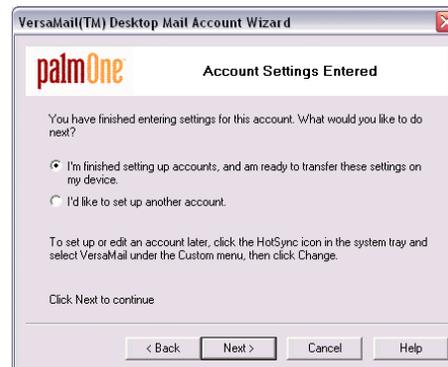 VersaMail(TM) Desktop Mail Account Wizard
palmOne
Account Settings Entered
You have finished entering settings for this account. What would you like to do
next?
I'm finished setting up accounts, and am ready to transfer these settings on
my device.
I'd like to set up another account.
To set up or edit an account later, click the HotSync icon in the system tray and
select VersaMail under the Custom menu, then click Change.
Click Next to continue
< Back Next > Cancel Help